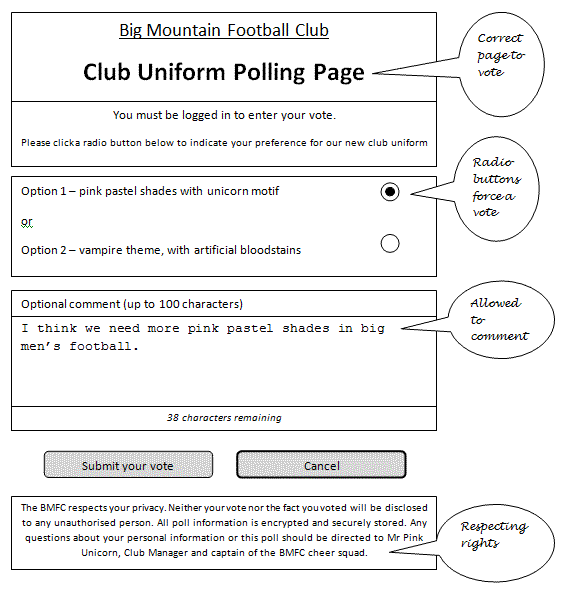 Big Mountain Football Club
Club Uniform Polling Page
Correct
page to
vote
You must be logged in to enter your vote.
Please clicka radio button below to indicate your preference for our new club uniform
Radio
buttons
force a
vote
Option 1 – pink pastel shades with unicorn motif
or
Option 2 – vampire theme, with artificial bloodstains
Optional comment (up to 100 characters)
Allowed
to
comment
I think we need more pink pastel shades in big
men’s football.
38 characters remaining
Submit your vote
Cancel
The BMFC respects your privacy. Neither your vote nor the fact you voted will be disclosed
to any unauthorised person. All poll information is encrypted and securely stored. Any
questions about your personal information or this poll should be directed to Mr Pink
Unicorn, Club Manager and captain of the BMFC cheer squad.
Respecting
rights